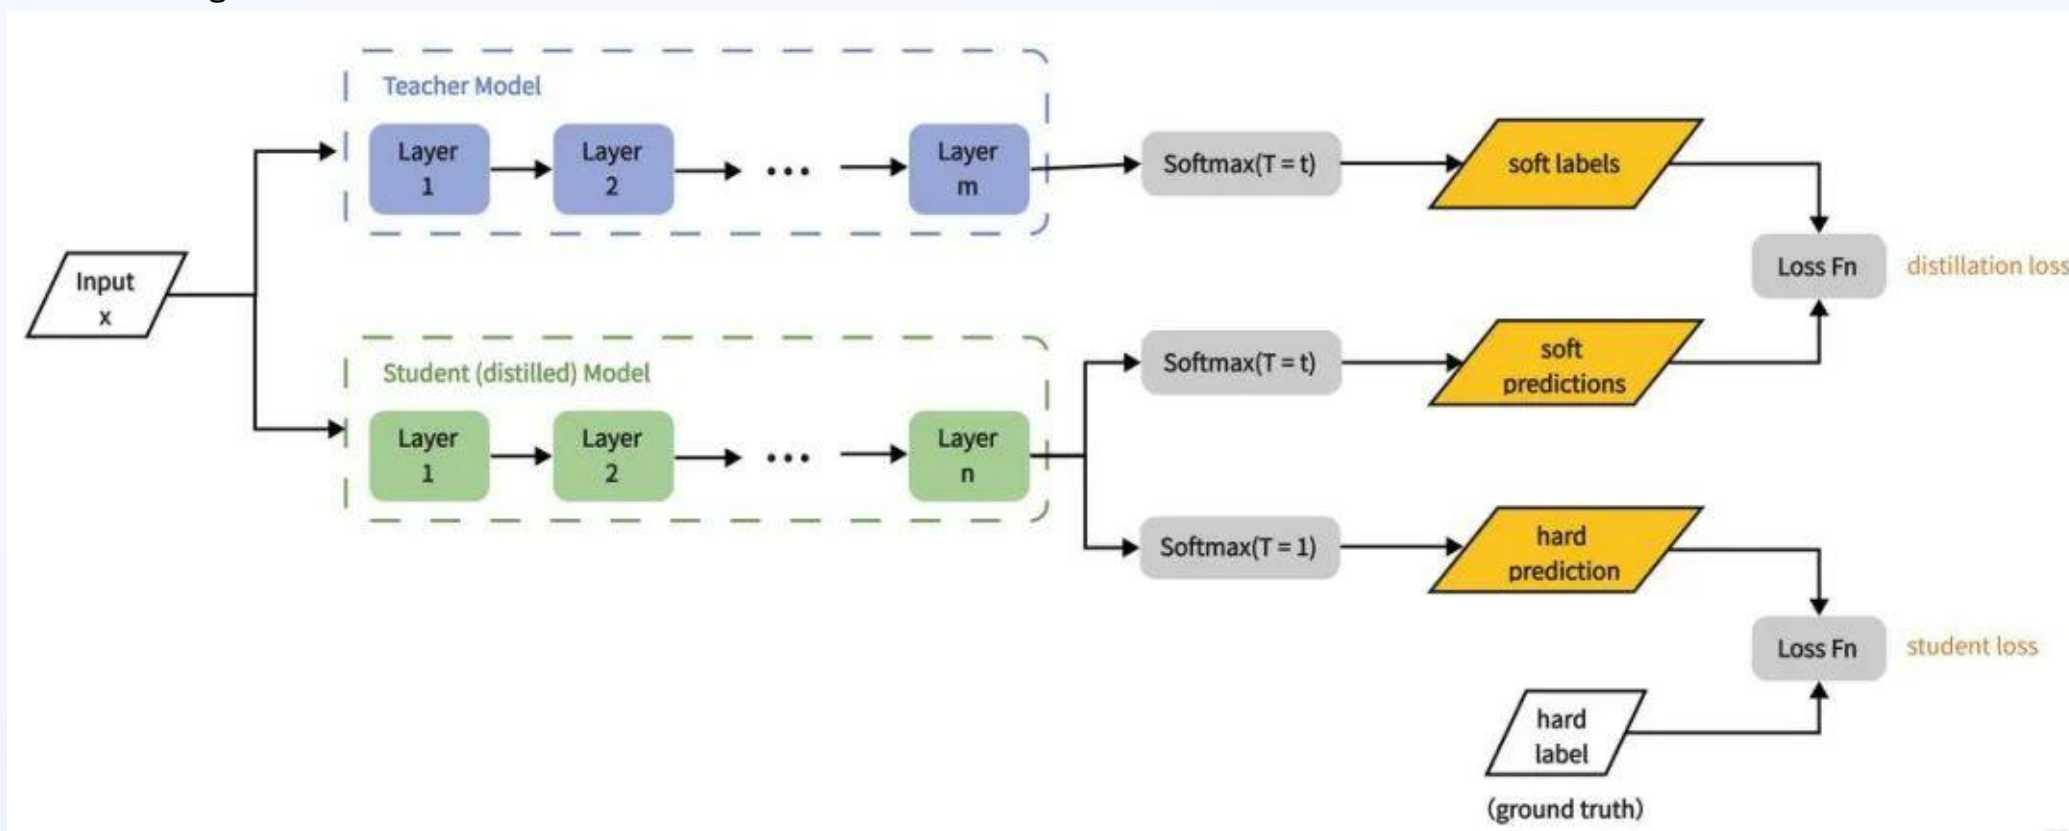 Teacher Model
Layer
1
Layer
2
...
Layer
m
Softmax(T = t)
soft labels
Input
x
Loss Fn
distillation loss
Student (distilled) Model
Layer
1
Layer
2
...
Layer
n
Softmax(T = t)
soft
predictions
Softmax(T = 1)
hard
prediction
Loss Fn
student loss
hard
label
(ground truth)